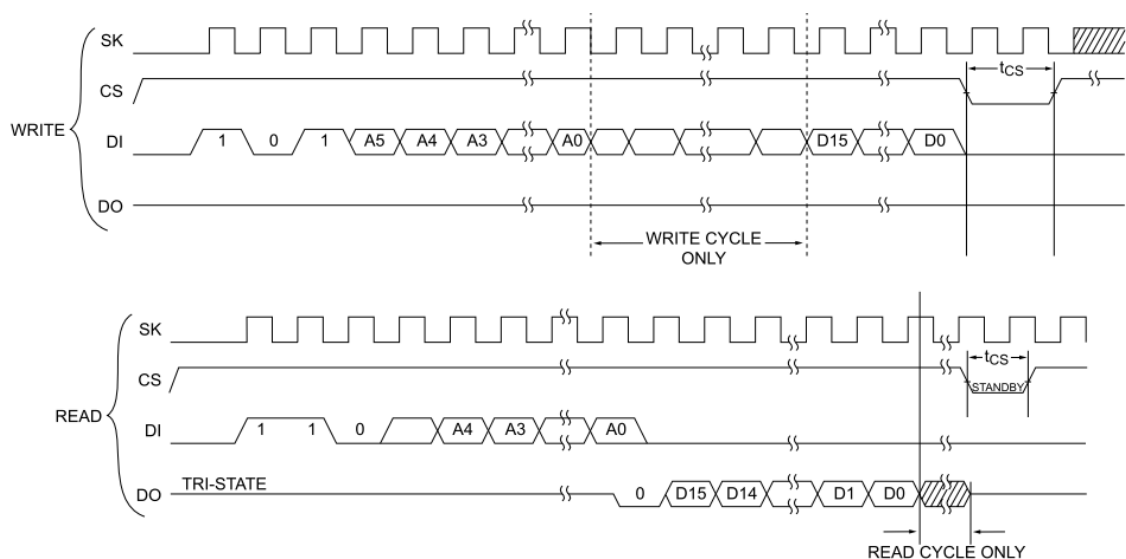 SK
tCS
CS
WRITE
DI 1 0 1 A5 A4 A3 A0 D15 D0
DO
WRITE CYCLE
ONLY
SK
tCS
CS
STANDBY
READ
DI 1 1 0 A4 A3 A0
TRI-STATE
DO 0 D15 D14 D1 D0
READ CYCLE ONLY